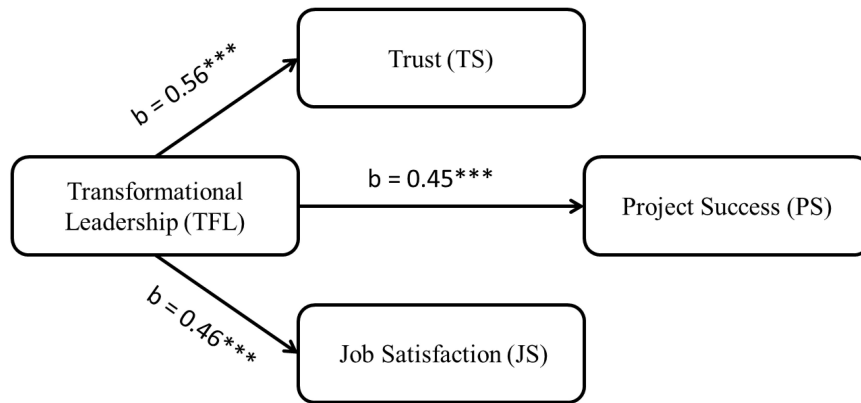 Trust (TS)
b = 0.56***
Transformational
Leadership (TFL)
b = 0.45***
Project Success (PS)
b = 0.46***
Job Satisfaction (JS)